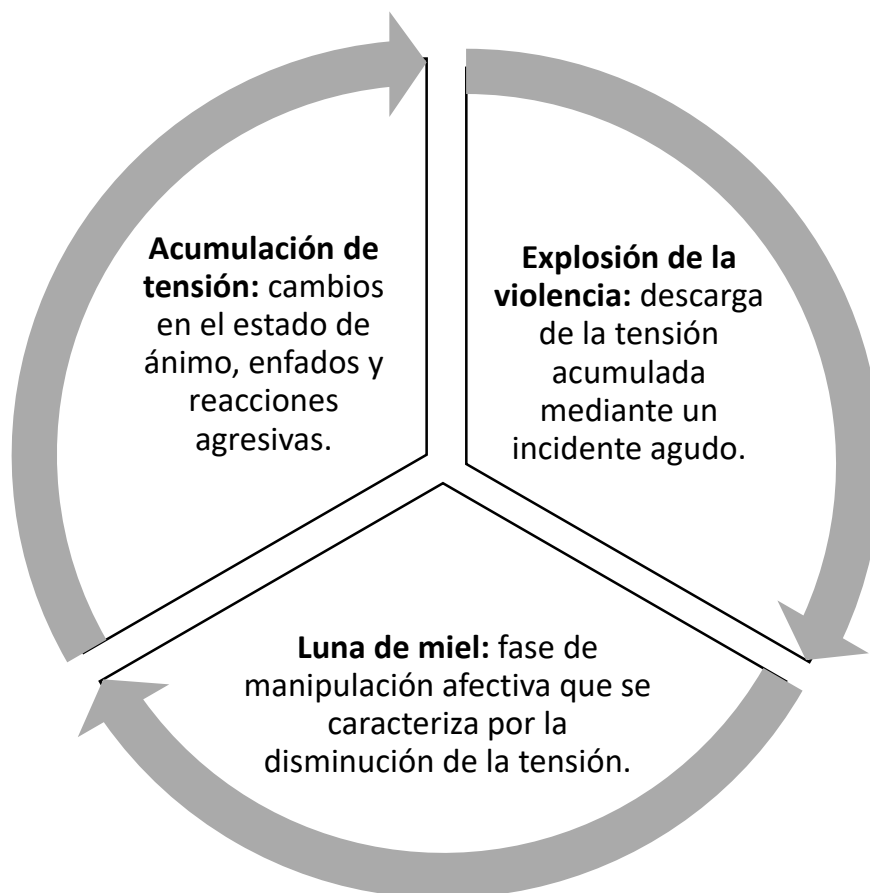 Acumulación de
tensión: cambios
en el estado de
ánimo, enfados y
reacciones
agresivas.
Explosión de la
violencia: descarga
de la tensión
acumulada
mediante un
incidente agudo.
Luna de miel: fase de
manipulación afectiva que se
caracteriza por la
disminución de la tensión.